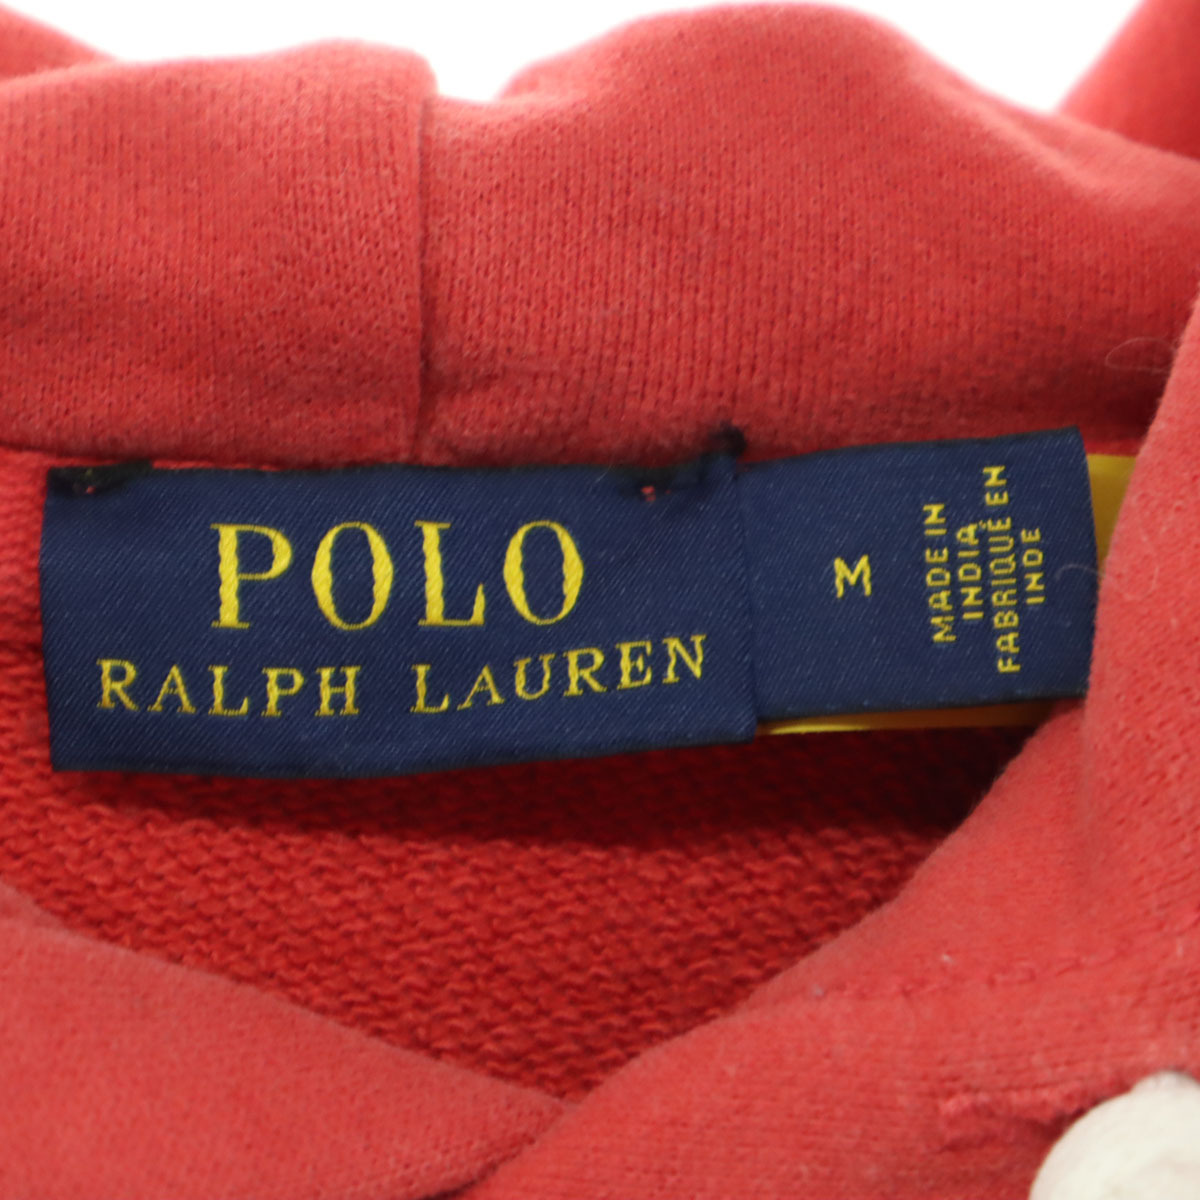 POLO
RALPH LAUREN
M
MADE IN
INDIA
FABRIQUÉ EN
INDE